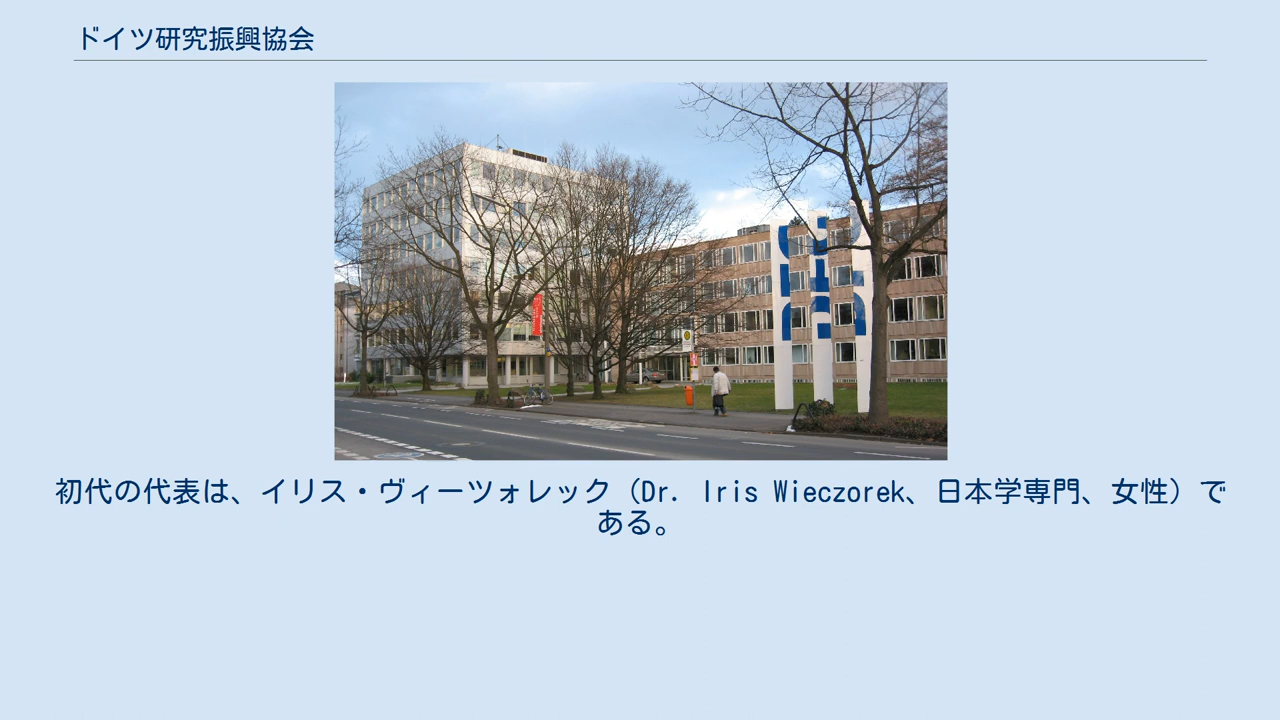 ドイツ研究振興協会
初代の代表は、イリス・ヴィーツォレック（Dr. Iris Wieczorek、日本学専門、女性）で
ある。